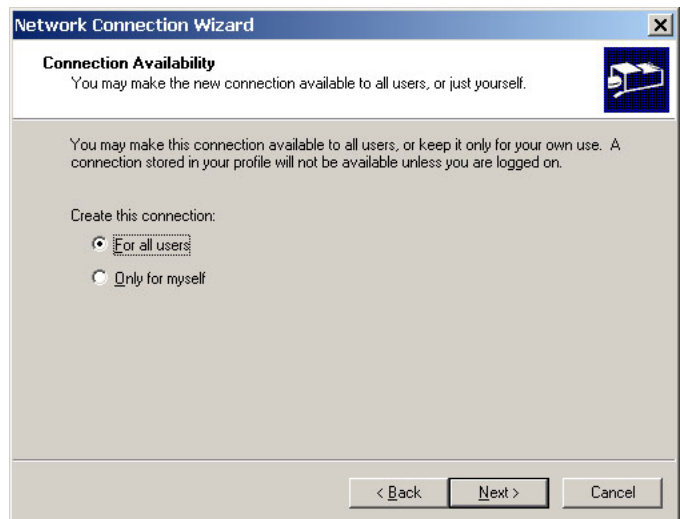 Network Connection Wizard
Connection Availability
You may make the new connection available to all users, or just yourself.
You may make this connection available to all users, or keep it only for your own use. A
connection stored in your profile will not be available unless you are logged on.
Create this connection:
For all users
Only for myself
< Back Next > Cancel